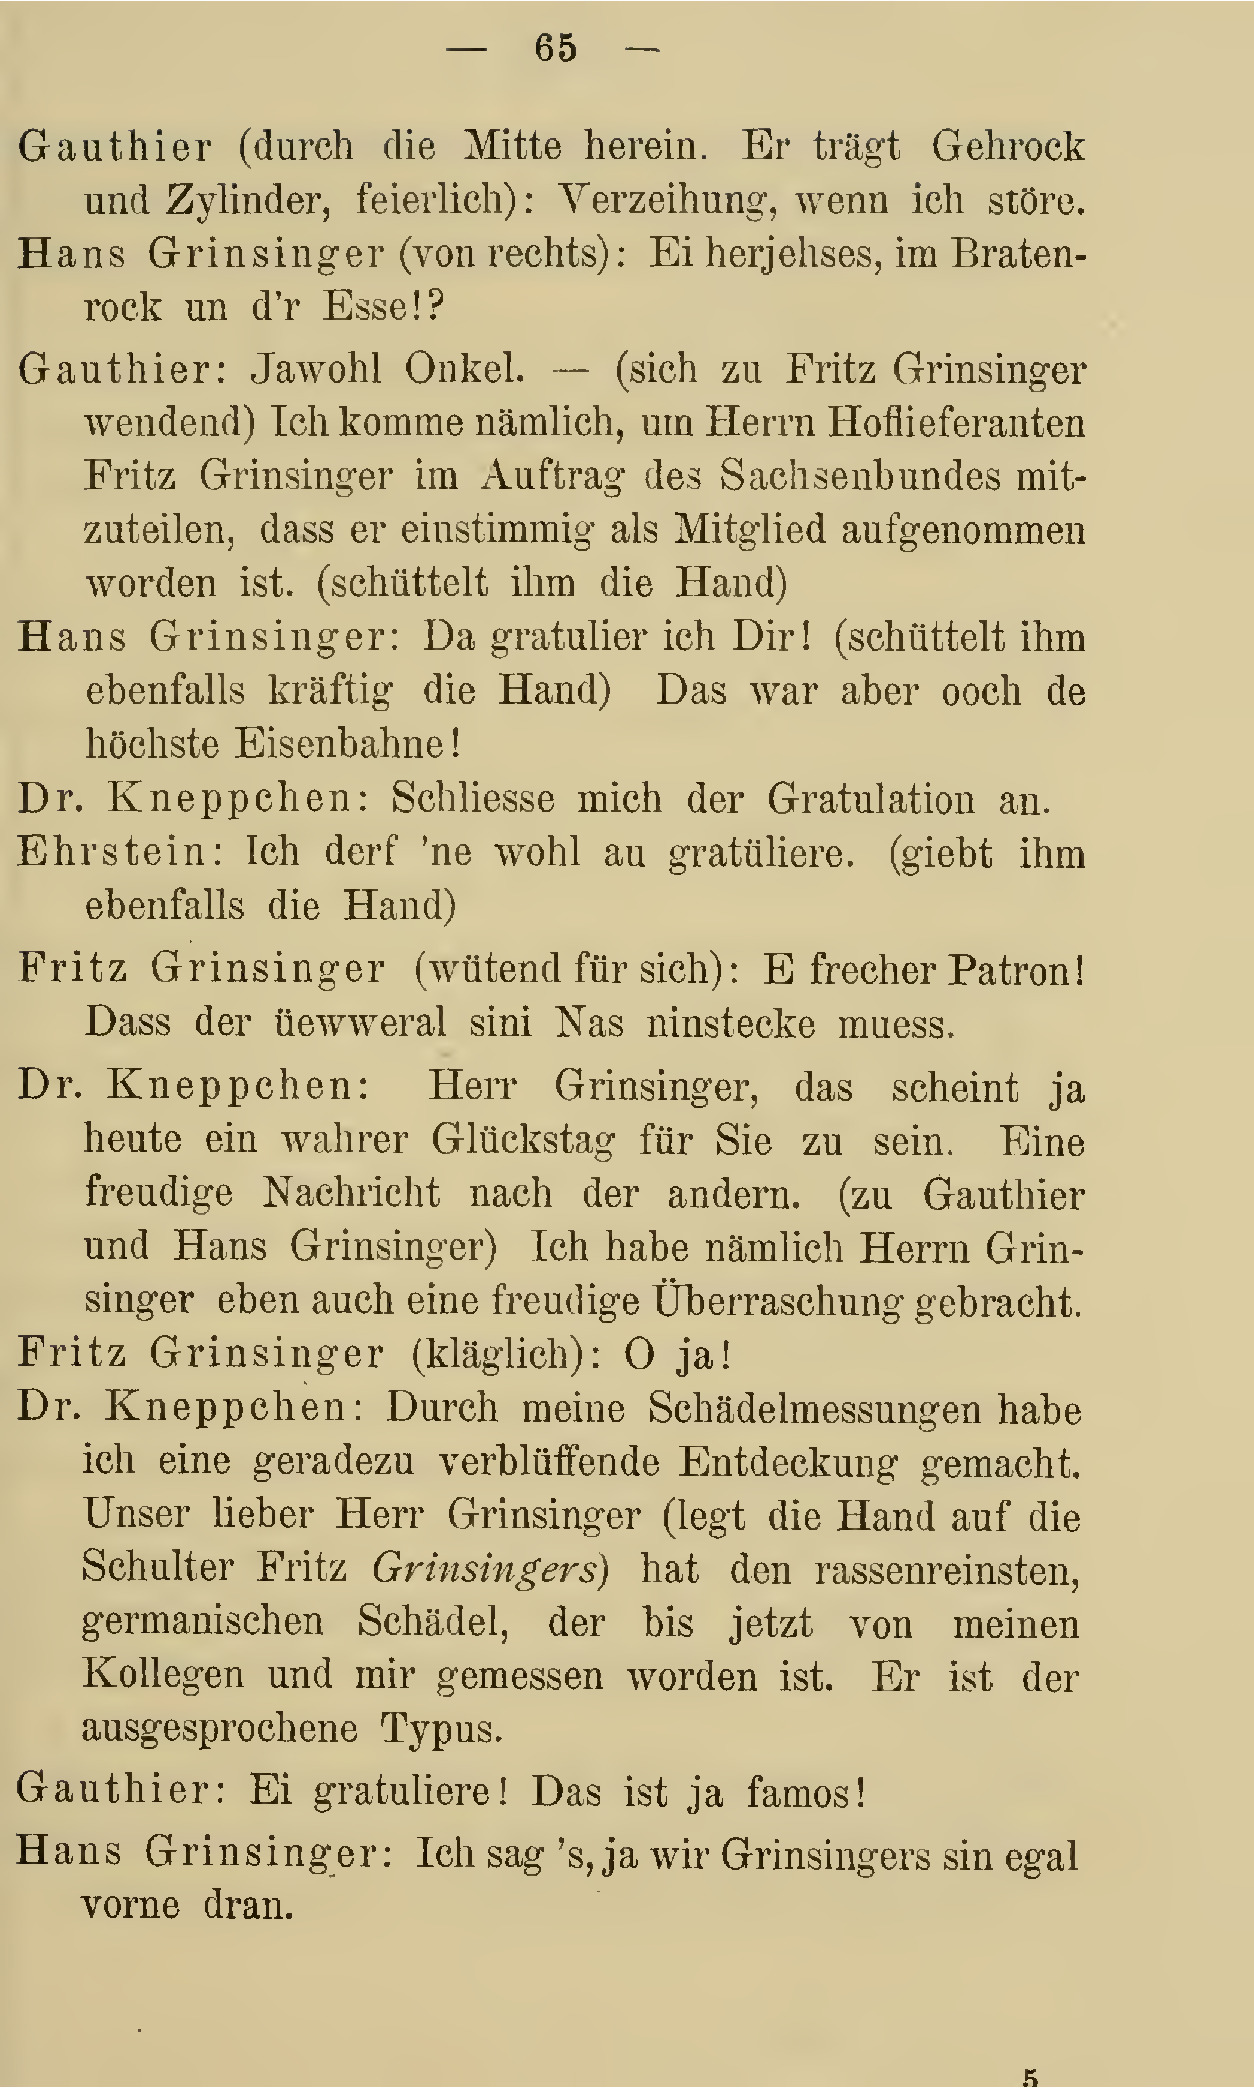 — 65 —
Gauthier (durch die Mitte herein. Er trägt Gehrock
und Zylinder, feierlich): Verzeihung, wenn ich störe.
Hans Grinsinger (von rechts): Ei herjehses, im Braten-
rock un d'r Esse!?
Gauthier: Jawohl Onkel. — (sich zu Fritz Grinsinger
wendend) Ich komme nämlich, um Herrn Hoflieferanten
Fritz Grinsinger im Auftrag des Sachsenbundes mit-
zuteilen, dass er einstimmig als Mitglied aufgenommen
worden ist. (schüttelt ihm die Hand)
Hans Grinsinger: Da gratulier ich Dir! (schüttelt ihm
ebenfalls kräftig die Hand) Das war aber ooch de
höchste Eisenbahne!
Dr. Kneppchen: Schliesse mich der Gratulation an.
Ehrstein: Ich derf 'ne wohl au gratüliere. (giebt ihm
ebenfalls die Hand)
Fritz Grinsinger (wütend für sich): E frecher Patron!
Dass der üewweral sini Nas ninstecke muess.
Dr. Kneppchen: Herr Grinsinger, das scheint ja
heute ein wahrer Glückstag für Sie zu sein. Eine
freudige Nachricht nach der andern. (zu Gauthier
und Hans Grinsinger) Ich habe nämlich Herrn Grin-
singer eben auch eine freudige Überraschung gebracht.
Fritz Grinsinger (kläglich): O ja!
Dr. Kneppchen: Durch meine Schädelmessungen habe
ich eine geradezu verblüffende Entdeckung gemacht.
Unser lieber Herr Grinsinger (legt die Hand auf die
Schulter Fritz Grinsingers) hat den rassenreinsten,
germanischen Schädel, der bis jetzt von meinen
Kollegen und mir gemessen worden ist. Er ist der
ausgesprochene Typus.
Gauthier: Ei gratuliere! Das ist ja famos!
Hans Grinsinger: Ich sag 's, ja wir Grinsingers sin egal
vorne dran.
5